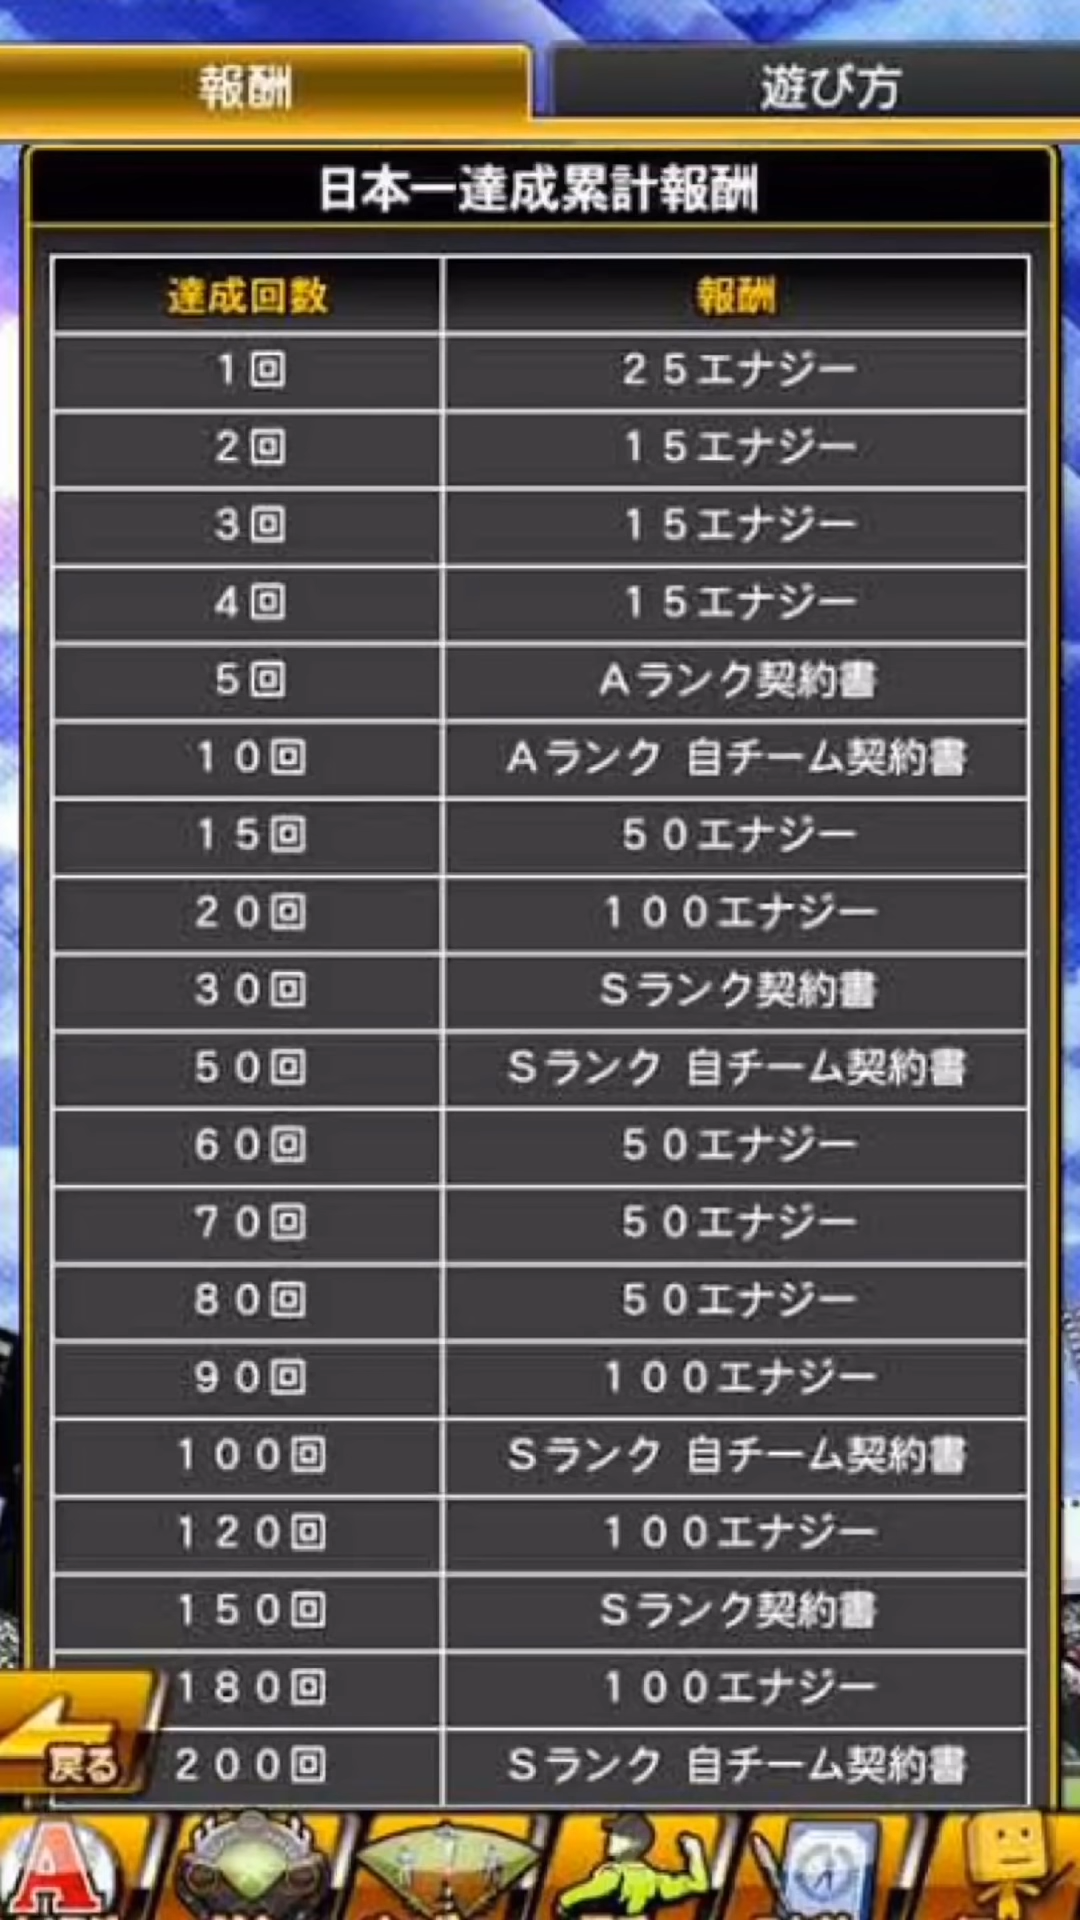 報酬 遊び方
日本一達成累計報酬
達成回数 報酬
1回 25エナジー
2回 15エナジー
3回 15エナジー
4回 15エナジー
5回 Aランク契約書
10回 Aランク 自チーム契約書
15回 50エナジー
20回 100エナジー
30回 Sランク契約書
50回 Sランク 自チーム契約書
60回 50エナジー
70回 50エナジー
80回 50エナジー
90回 100エナジー
100回 Sランク 自チーム契約書
120回 100エナジー
150回 Sランク契約書
180回 100エナジー
200回 Sランク 自チーム契約書
戻る
A